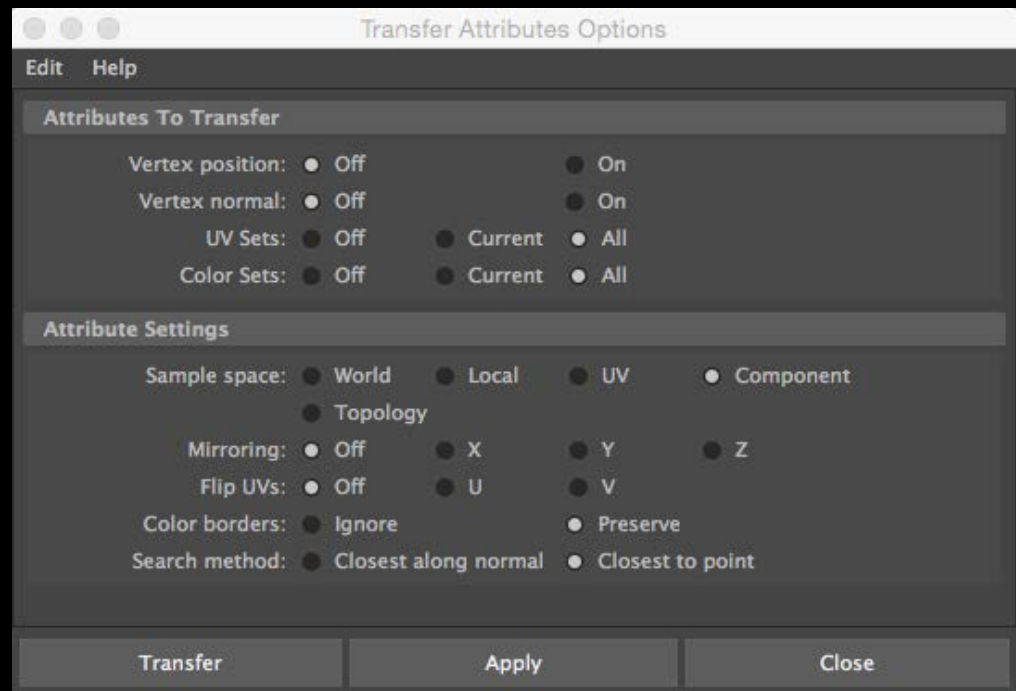 Transfer Attributes Options
Edit Help
Attributes To Transfer
Vertex position: Off On
Vertex normal: Off On
UV Sets: Off Current All
Color Sets: Off Current All
Attribute Settings
Sample space: World Local UV Component
Topology
Mirroring: Off X Y Z
Flip UVs: Off U V
Color borders: Ignore Preserve
Search method: Closest along normal Closest to point
Transfer Apply Close